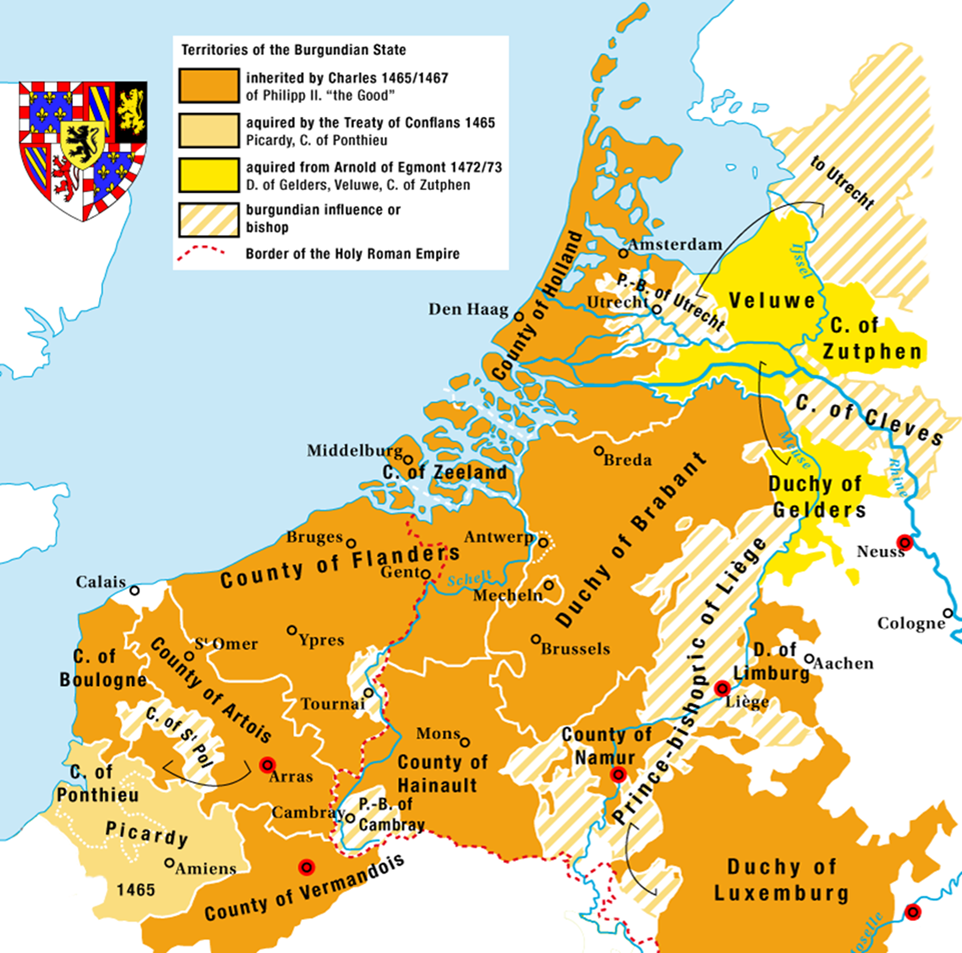 Territories of the Burgundian State
inherited by Charles 1465/1467
of Philipp II. “the Good”
aquired by the Treaty of Conflans 1465
Picardy, C. of Ponthieu
aquired from Arnold of Egmont 1472/73
D. of Gelders, Veluwe, C. of Zutphen
burgundian influence or
bishop
Border of the Holy Roman Empire
to Utrecht
Amsterdam
County of Holland
Ijssel
P.-B. of Utrecht
Utrecht
Veluwe
Den Haag
C. of
Zutphen
C. of Cleves
Middelburg
C. of Zeeland
Breda
Meuse
Rhine
Duchy of
Gelders
Duchy of Brabant
Bruges
County of Flanders
Antwerp
Neuss
Gent
Schelt
Calais
Mecheln
Prince-bishopric of Liège
Cologne
Ypres
St Omer
Brussels
C. of
Boulogne
County of Artois
D. of
Limburg
Aachen
Tournai
Liège
C. of St Pol
Mons
County of
Namur
County of
Hainault
Arras
C. of
Ponthieu
P.-B. of
Cambray
Cambray
Picardy
Amiens
1465
County of Vermandois
Duchy of
Luxemburg
Moselle